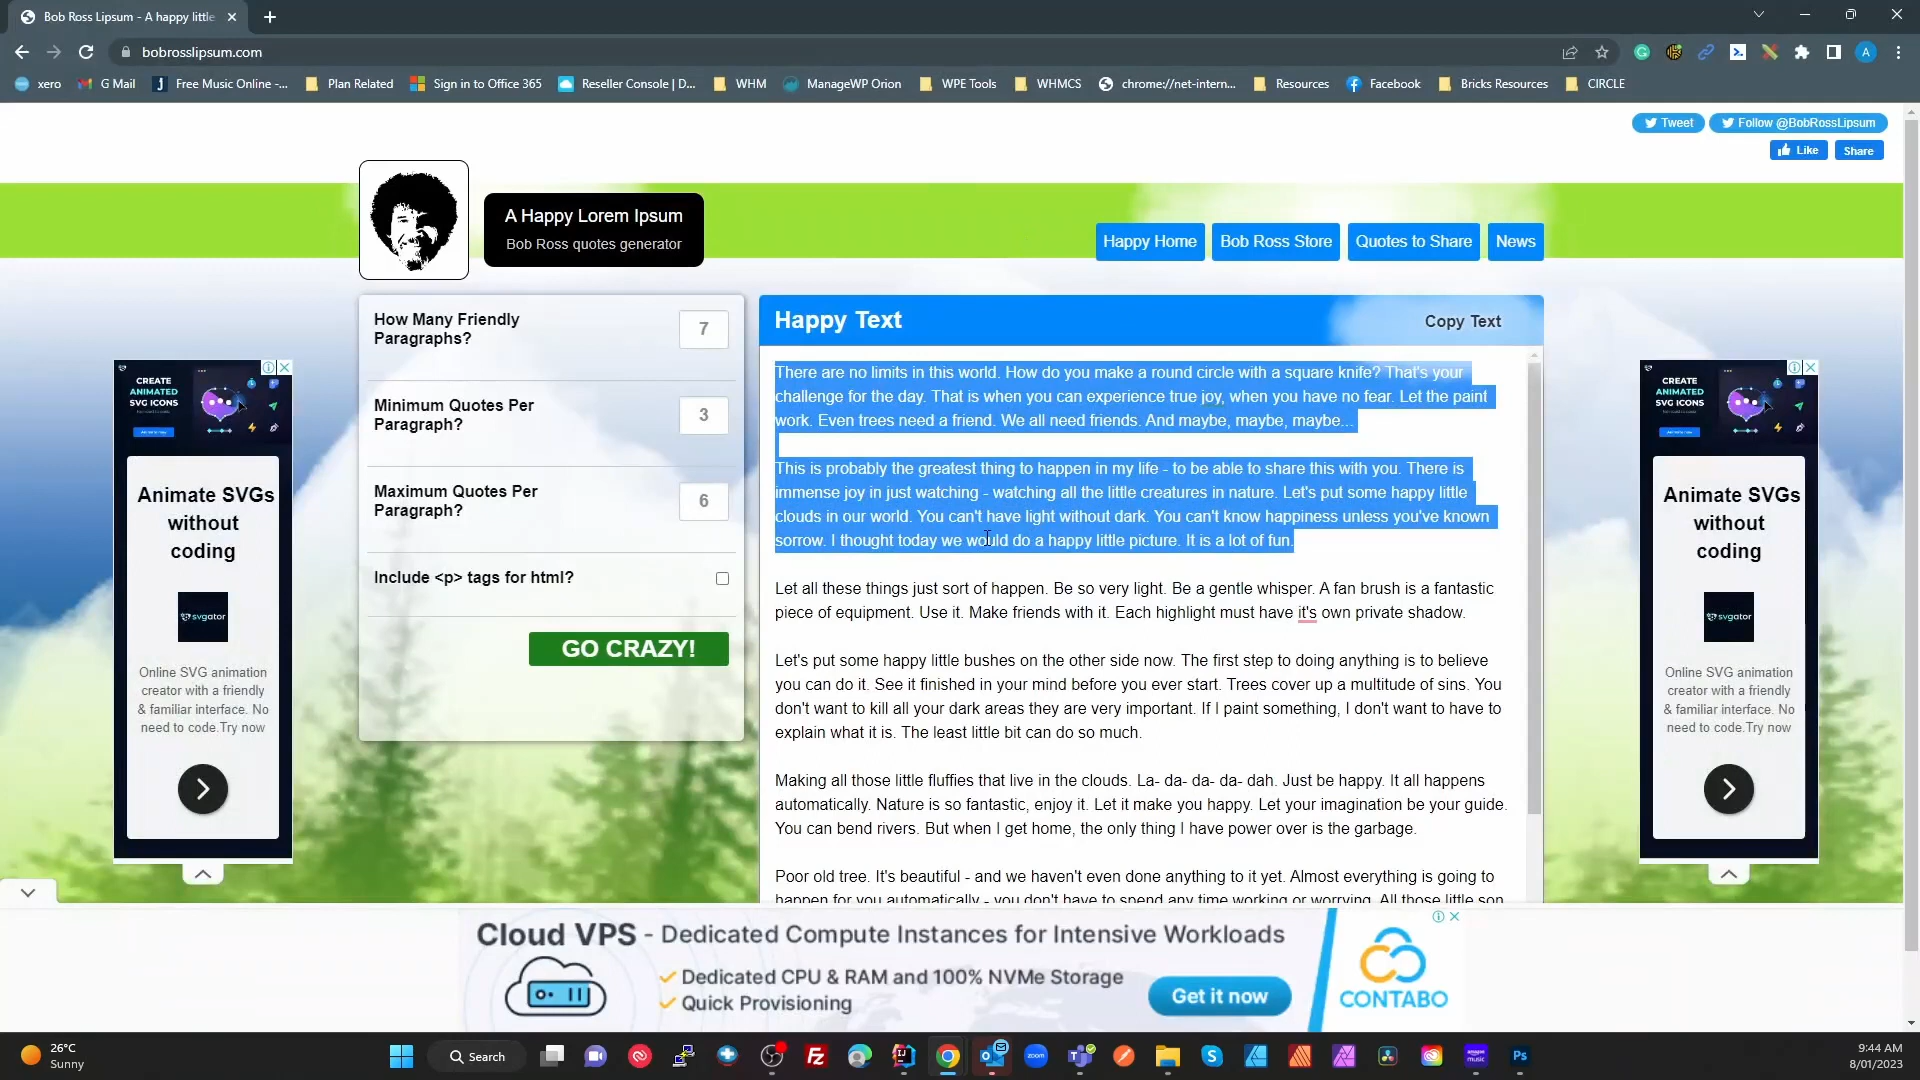 Bob Ross Lipsum - A happy little
bobrosslipsum.com
A
xero
G Mail
Free Music Online -...
Plan Related
Sign in to Office 365
Reseller Console | D...
WHM
ManageWP Orion
WPE Tools
WHMCS
chrome://net-intern...
Resources
Facebook
Bricks Resources
CIRCLE
Tweet
Follow @BobRossLipsum
Like
Share
A Happy Lorem Ipsum
Bob Ross quotes generator
Happy Home
Bob Ross Store
Quotes to Share
News
How Many Friendly
Paragraphs?
7
Minimum Quotes Per
Paragraph?
3
Maximum Quotes Per
Paragraph?
6
Include <p> tags for html?
GO CRAZY!
Happy Text
Copy Text
There are no limits in this world. How do you make a round circle with a square knife? That's your
challenge for the day. That is when you can experience true joy, when you have no fear. Let the paint
work. Even trees need a friend. We all need friends. And maybe, maybe, maybe...
This is probably the greatest thing to happen in my life - to be able to share this with you. There is
immense joy in just watching - watching all the little creatures in nature. Let's put some happy little
clouds in our world. You can't have light without dark. You can't know happiness unless you've known
sorrow. I thought today we would do a happy little picture. It is a lot of fun.
Let all these things just sort of happen. Be so very light. Be a gentle whisper. A fan brush is a fantastic
piece of equipment. Use it. Make friends with it. Each highlight must have it's own private shadow.
Let's put some happy little bushes on the other side now. The first step to doing anything is to believe
you can do it. See it finished in your mind before you ever start. Trees cover up a multitude of sins. You
don't want to kill all your dark areas they are very important. If I paint something, I don't want to have to
explain what it is. The least little bit can do so much.
Making all those little fluffies that live in the clouds. La- da- da- da- dah. Just be happy. It all happens
automatically. Nature is so fantastic, enjoy it. Let it make you happy. Let your imagination be your guide.
You can bend rivers. But when I get home, the only thing I have power over is the garbage.
Poor old tree. It's beautiful - and we haven't even done anything to it yet. Almost everything is going to
happen for you automatically - you don't have to spend any time working or worrying. All those little son
CREATE
ANIMATED
SVG ICONS
Animate SVGs
without
coding
svgator
Online SVG animation
creator with a friendly
& familiar interface. No
need to code.Try now
CREATE
ANIMATED
SVG ICONS
Animate SVGs
without
coding
svgator
Online SVG animation
creator with a friendly
& familiar interface. No
need to code.Try now
Cloud VPS - Dedicated Compute Instances for Intensive Workloads
Dedicated CPU & RAM and 100% NVMe Storage
Quick Provisioning
Get it now
CONTABO
26°C
Sunny
Search
zoom
Ps
9:44 AM
8/01/2023